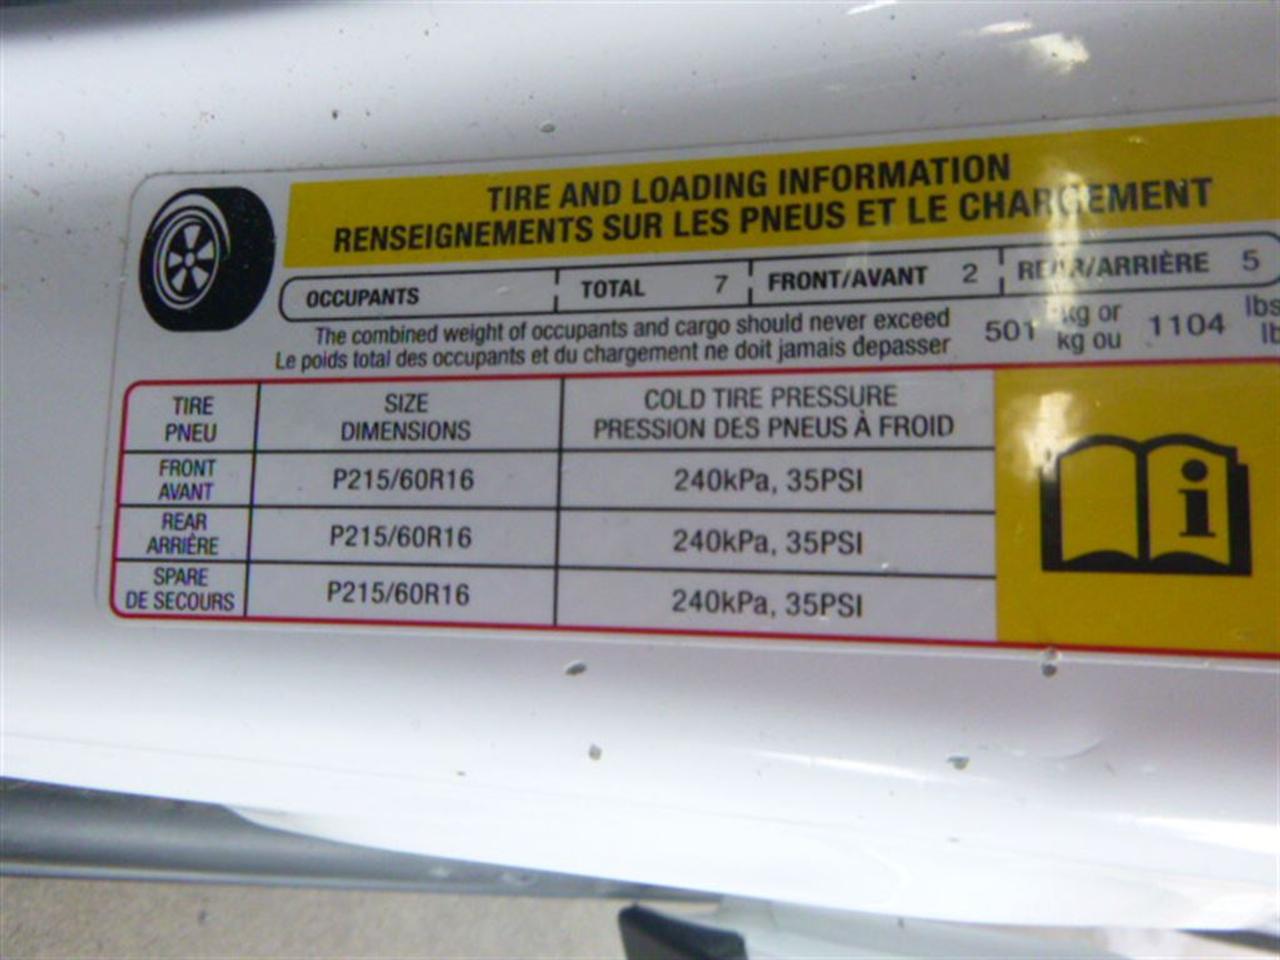 TIRE AND LOADING INFORMATION
RENSEIGNEMENTS SUR LES PNEUS ET LE CHARGEMENT
OCCUPANTS TOTAL 7 FRONT/AVANT 2 REAR/ARRIÈRE 5
The combined weight of occupants and cargo should never exceed 501 kg or 1104 lbs
Le poids total des occupants et du chargement ne doit jamais depasser kg ou lb
TIRE SIZE COLD TIRE PRESSURE
PNEU DIMENSIONS PRESSION DES PNEUS À FROID
FRONT
AVANT P215/60R16 240kPa, 35PSI
REAR
ARRIÈRE P215/60R16 240kPa, 35PSI
SPARE
DE SECOURS P215/60R16 240kPa, 35PSI